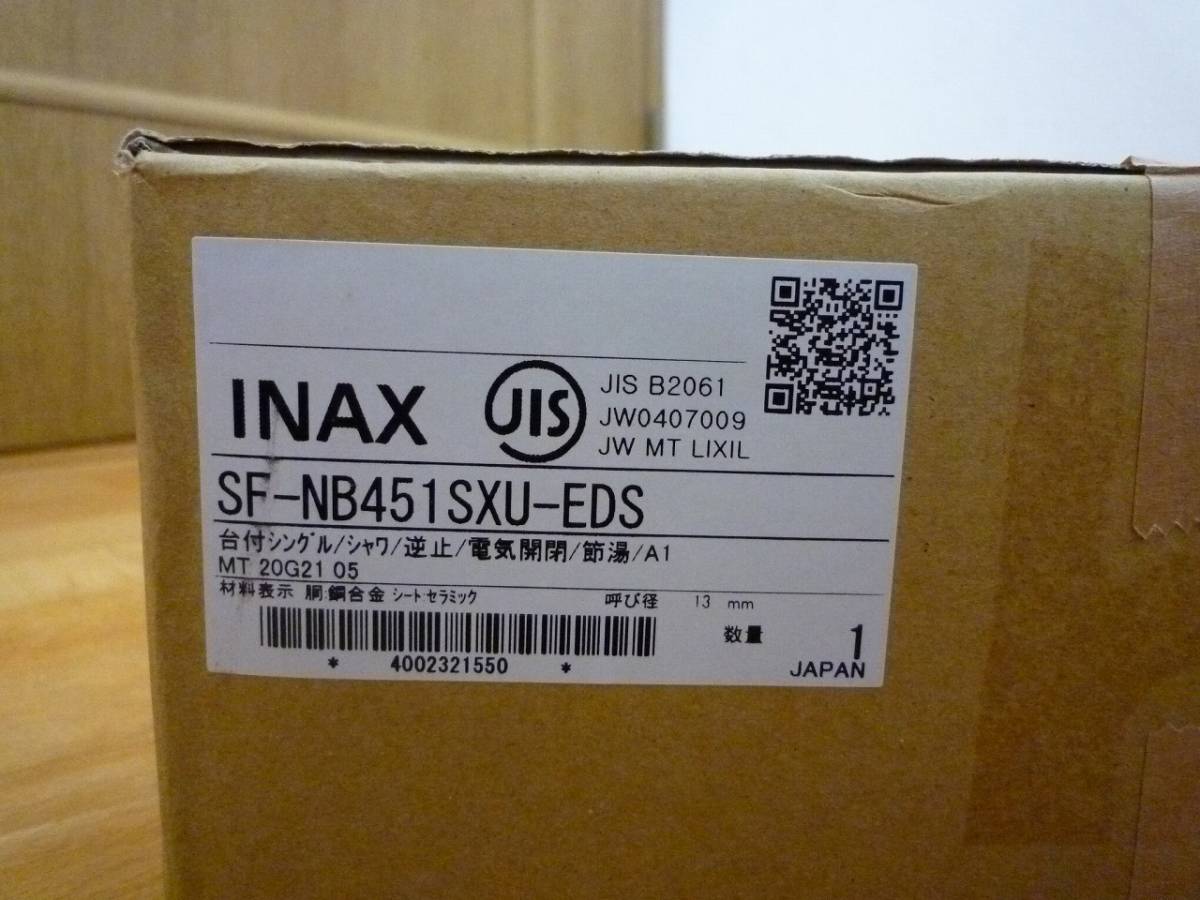 INAX
JIS
JIS B2061
JW0407009
JW MT LIXIL
SF-NB451SXU-EDS
台付シングル/シャワ/逆止/電気開閉/節湯/A1
MT 20G21 05
材料表示 胴:銅合金 シート:セラミック 呼び径 13 mm
数量 1
* 4002321550 *
JAPAN